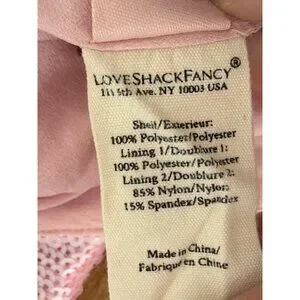 LOVESHACKFANCY®
111 5th Ave. NY 10003 USA
Shell/Exterieur:
100% Polyester/Polyester
Lining 1/Doublure 1:
100% Polyester/Polyester
Lining 2/Doublure 2:
85% Nylon/Nylon
15% Spandex/Spandex
Made in China/
Fabriqué en Chine